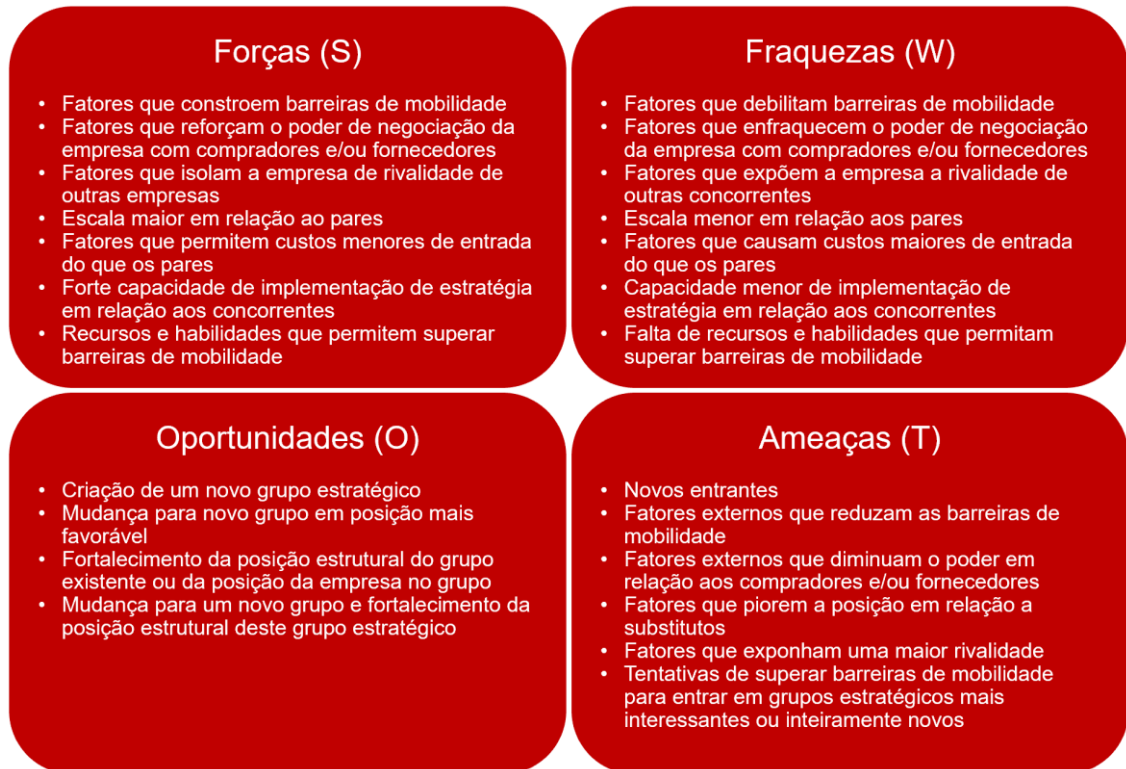 Forças (S)
• Fatores que constroem barreiras de mobilidade
• Fatores que reforçam o poder de negociação da
empresa com compradores e/ou fornecedores
• Fatores que isolam a empresa de rivalidade de
outras empresas
• Escala maior em relação ao pares
• Fatores que permitem custos menores de entrada
do que os pares
• Forte capacidade de implementação de estratégia
em relação aos concorrentes
• Recursos e habilidades que permitem superar
barreiras de mobilidade
Fraquezas (W)
• Fatores que debilitam barreiras de mobilidade
• Fatores que enfraquecem o poder de negociação
da empresa com compradores e/ou fornecedores
• Fatores que expõem a empresa a rivalidade de
outras concorrentes
• Escala menor em relação aos pares
• Fatores que causam custos maiores de entrada
do que os pares
• Capacidade menor de implementação de
estratégia em relação aos concorrentes
• Falta de recursos e habilidades que permitam
superar barreiras de mobilidade
Oportunidades (O)
• Criação de um novo grupo estratégico
• Mudança para novo grupo em posição mais
favorável
• Fortalecimento da posição estrutural do grupo
existente ou da posição da empresa no grupo
• Mudança para um novo grupo e fortalecimento da
posição estrutural deste grupo estratégico
Ameaças (T)
• Novos entrantes
• Fatores externos que reduzam as barreiras de
mobilidade
• Fatores externos que diminuam o poder em
relação aos compradores e/ou fornecedores
• Fatores que piorem a posição em relação a
substitutos
• Fatores que exponham uma maior rivalidade
• Tentativas de superar barreiras de mobilidade
para entrar em grupos estratégicos mais
interessantes ou inteiramente novos